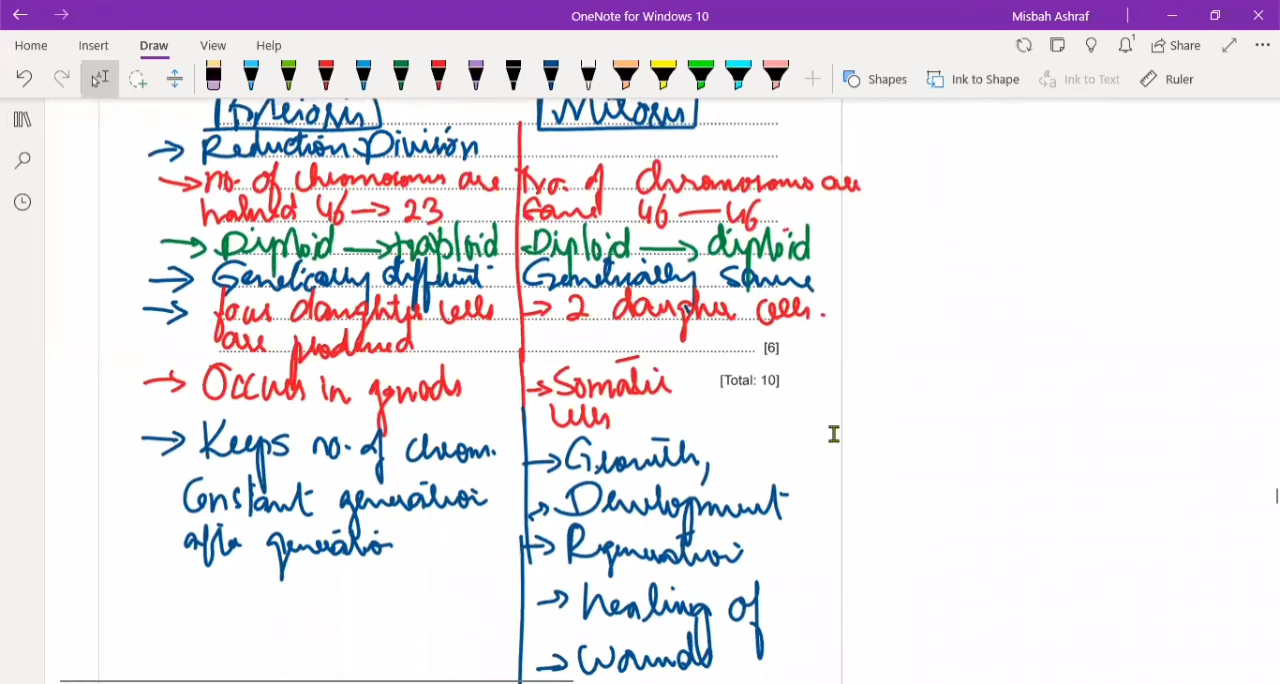 OneNote for Windows 10
Misbah Ashraf
Home Insert Draw View Help
Share
Shapes
Ink to Shape
Ink to Text
Ruler
Meiosis
Mitosis
→ Reduction Division
→ no. of chromosoms are
halved 46 → 23
no. of chromosoms are
same 46 — 46
→ Diploid → haploid
Diploid → diploid
→ Genetically different
Genetically same
→ four daughter cells
are produced
→ 2 daughter cells.
[6]
→ Occurs in gonads
→ Somatic
cells
[Total: 10]
→ Keeps no. of chrom.
Constant generation
after generation
→ Growth,
→ Development
→ Regeneration
→ healing of
→ wounds